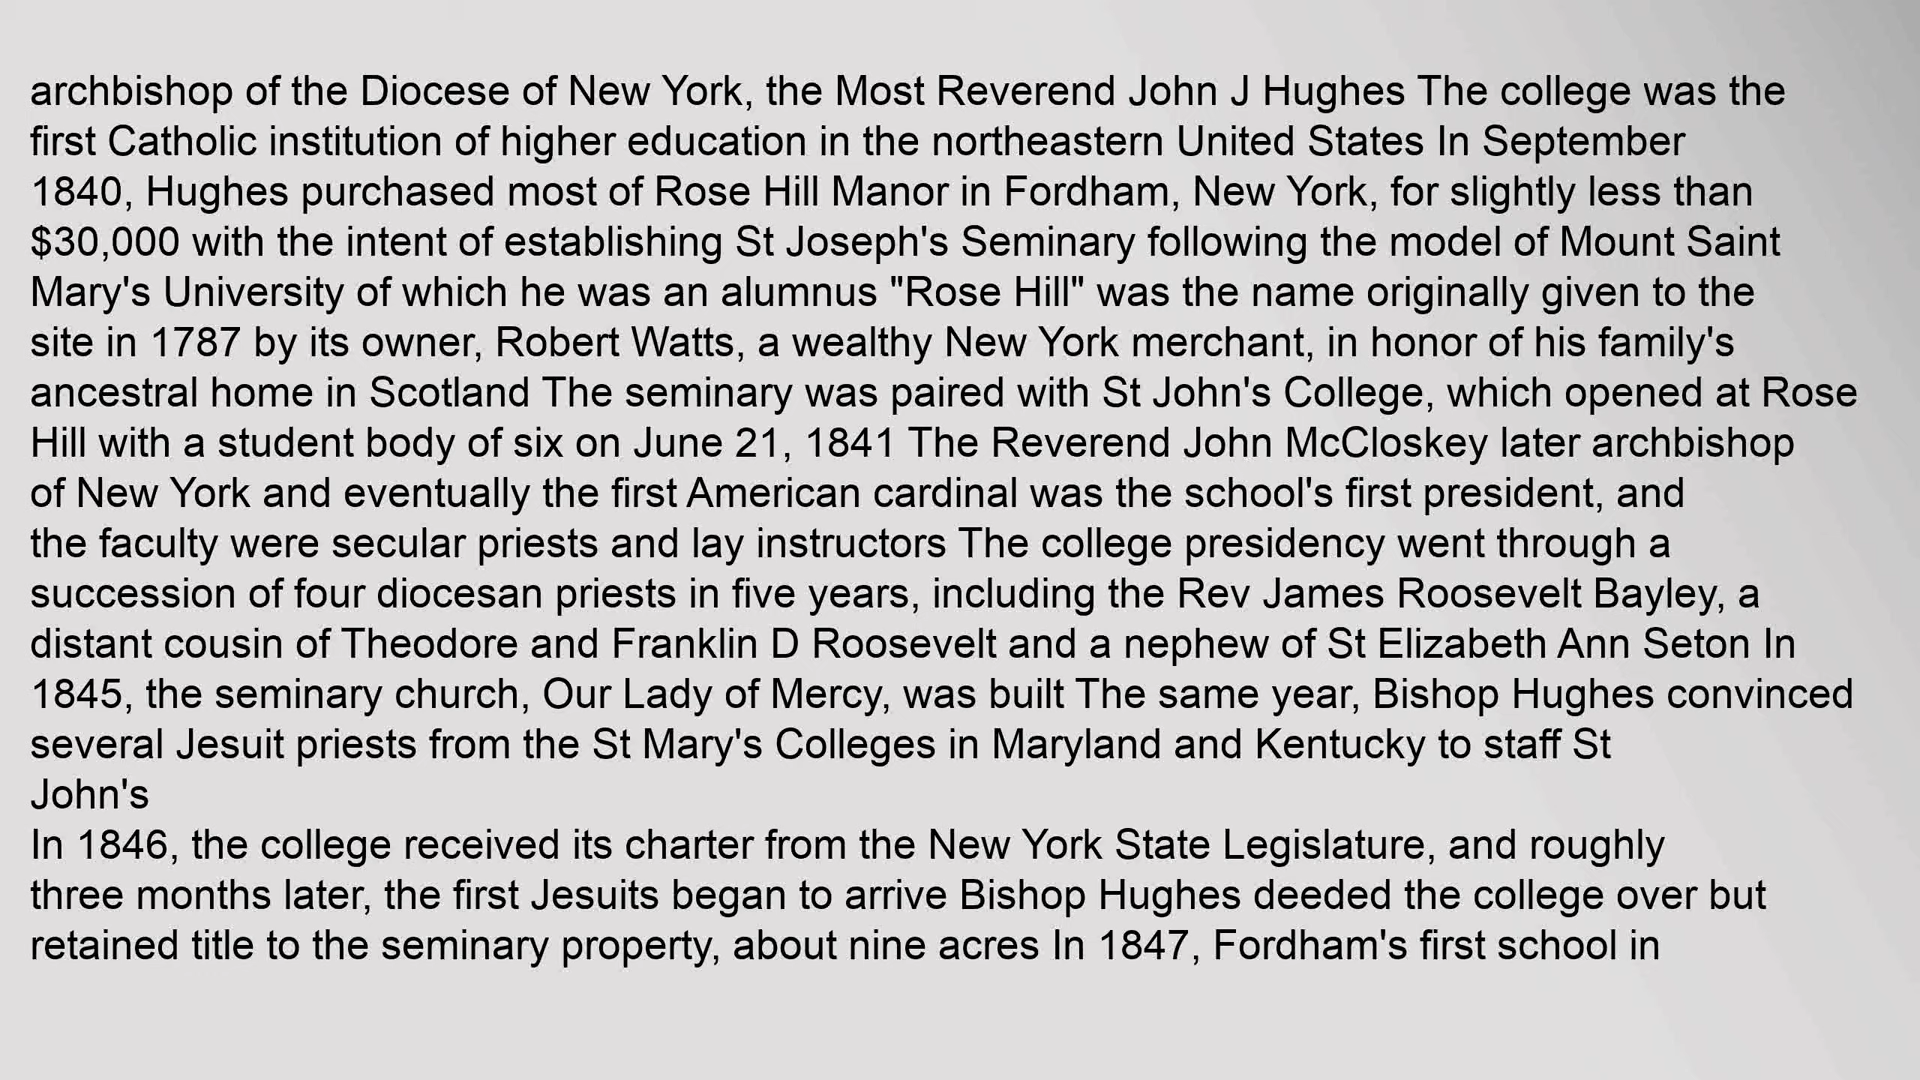 archbishop of the Diocese of New York, the Most Reverend John J Hughes The college was the
first Catholic institution of higher education in the northeastern United States In September
1840, Hughes purchased most of Rose Hill Manor in Fordham, New York, for slightly less than
$30,000 with the intent of establishing St Joseph's Seminary following the model of Mount Saint
Mary's University of which he was an alumnus "Rose Hill" was the name originally given to the
site in 1787 by its owner, Robert Watts, a wealthy New York merchant, in honor of his family's
ancestral home in Scotland The seminary was paired with St John's College, which opened at Rose
Hill with a student body of six on June 21, 1841 The Reverend John McCloskey later archbishop
of New York and eventually the first American cardinal was the school's first president, and
the faculty were secular priests and lay instructors The college presidency went through a
succession of four diocesan priests in five years, including the Rev James Roosevelt Bayley, a
distant cousin of Theodore and Franklin D Roosevelt and a nephew of St Elizabeth Ann Seton In
1845, the seminary church, Our Lady of Mercy, was built The same year, Bishop Hughes convinced
several Jesuit priests from the St Mary's Colleges in Maryland and Kentucky to staff St
John's
In 1846, the college received its charter from the New York State Legislature, and roughly
three months later, the first Jesuits began to arrive Bishop Hughes deeded the college over but
retained title to the seminary property, about nine acres In 1847, Fordham's first school in